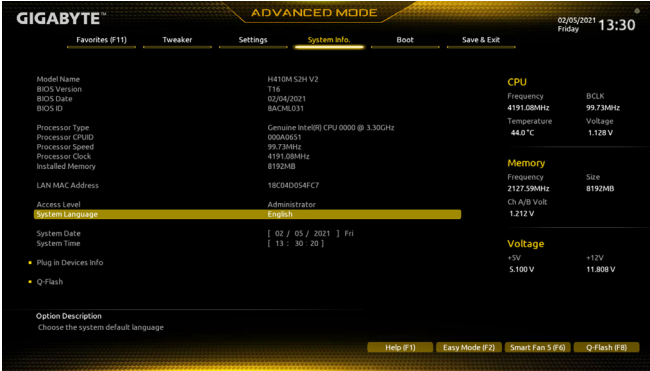 GIGABYTE™
ADVANCED MODE
02/05/2021 Friday 13:30
Favorites (F11) Tweaker Settings System Info. Boot Save & Exit
Model Name H410M S2H V2
BIOS Version T16
BIOS Date 02/04/2021
BIOS ID 8ACML031
Processor Type Genuine Intel(R) CPU 0000 @ 3.30GHz
Processor CPUID 000A0651
Processor Speed 99.73MHz
Processor Clock 4191.08MHz
Installed Memory 8192MB
LAN MAC Address 18C04D054FC7
Access Level Administrator
System Language English
System Date [ 02 / 05 / 2021 ] Fri
System Time [ 13 : 30 : 20 ]
Plug in Devices Info
Q-Flash
CPU
Frequency BCLK
4191.08MHz 99.73MHz
Temperature Voltage
44.0 °C 1.128 V
Memory
Frequency Size
2127.59MHz 8192MB
Ch A/B Volt
1.212 V
Voltage
+5V +12V
5.100 V 11.808 V
Option Description
Choose the system default language
Help (F1) Easy Mode (F2) Smart Fan 5 (F6) Q-Flash (F8)